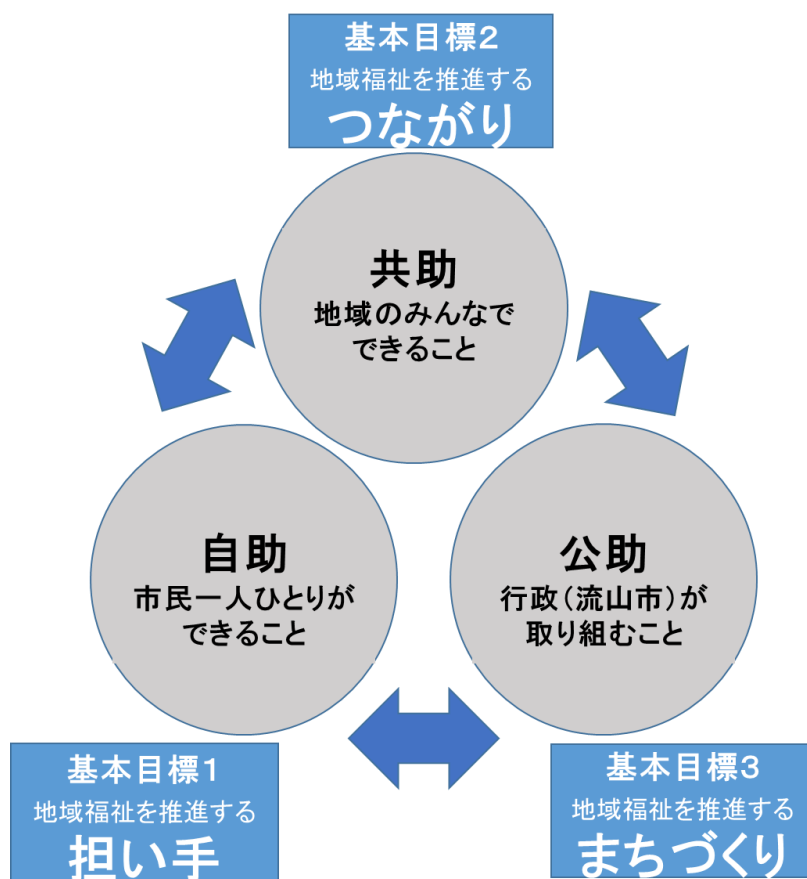 基本目標2
地域福祉を推進する
つながり
共助
地域のみんなで
できること
自助
市民一人ひとりが
できること
公助
行政(流山市)が
取り組むこと
基本目標1
地域福祉を推進する
担い手
基本目標3
地域福祉を推進する
まちづくり